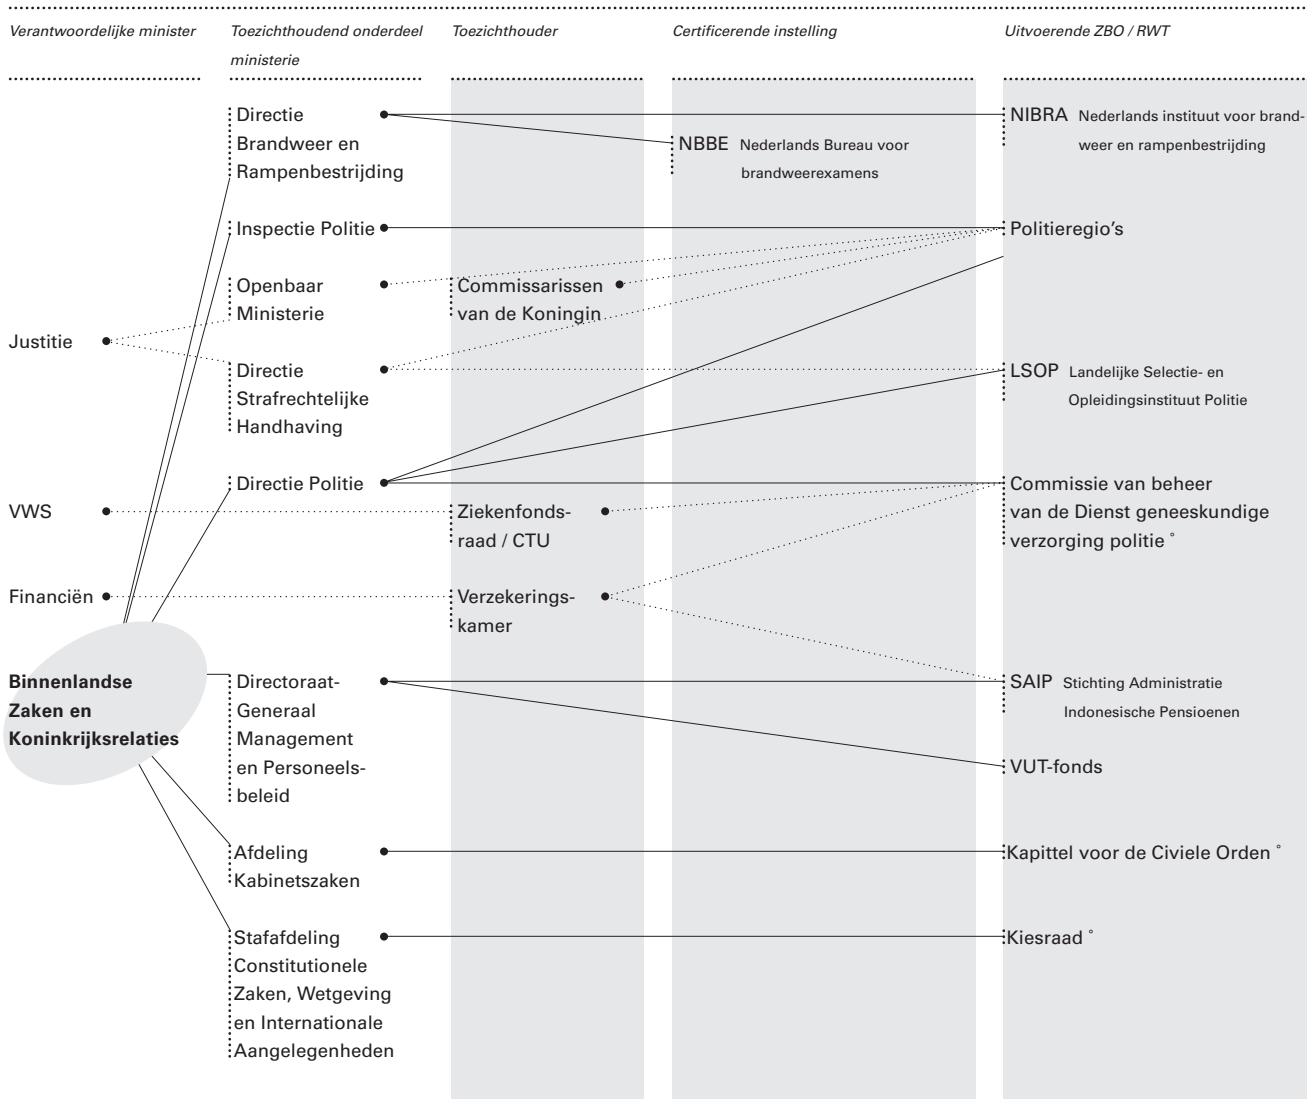 Verantwoordelijke minister
Toezichthoudend onderdeel
ministerie
Toezichthouder
Certificerende instelling
Uitvoerende ZBO / RWT
Directie
Brandweer en
Rampenbestrijding
NBBE Nederlands Bureau voor
brandweerexamens
NIBRA Nederlands instituut voor brand-
weer en rampenbestrijding
Inspectie Politie
Politieregio's
Openbaar
Ministerie
Commissarissen
van de Koningin
Justitie
Directie
Strafrechtelijke
Handhaving
LSOP Landelijke Selectie- en
Opleidingsinstituut Politie
Directie Politie
Commissie van beheer
van de Dienst geneeskundige
verzorging politie °
VWS
Ziekenfonds-
raad / CTU
Financiën
Verzekerings-
kamer
Binnenlandse
Zaken en
Koninkrijksrelaties
Directoraat-
Generaal
Management
en Personeels-
beleid
SAIP Stichting Administratie
Indonesische Pensioenen
VUT-fonds
Afdeling
Kabinetszaken
Kapittel voor de Civiele Orden °
Stafafdeling
Constitutionele
Zaken, Wetgeving
en Internationale
Aangelegenheden
Kiesraad °